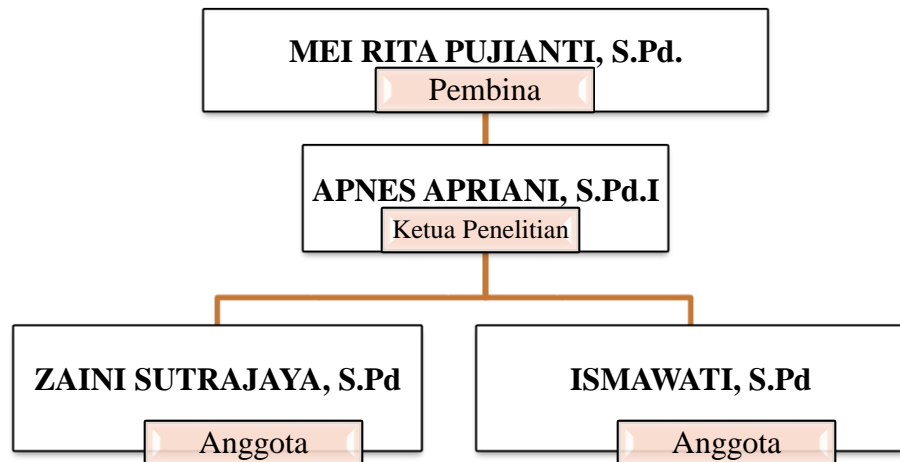 MEI RITA PUJIANTI, S.Pd.
Pembina
APNES APRIANI, S.Pd.I
Ketua Penelitian
ZAINI SUTRAJAYA, S.Pd
Anggota
ISMAWATI, S.Pd
Anggota